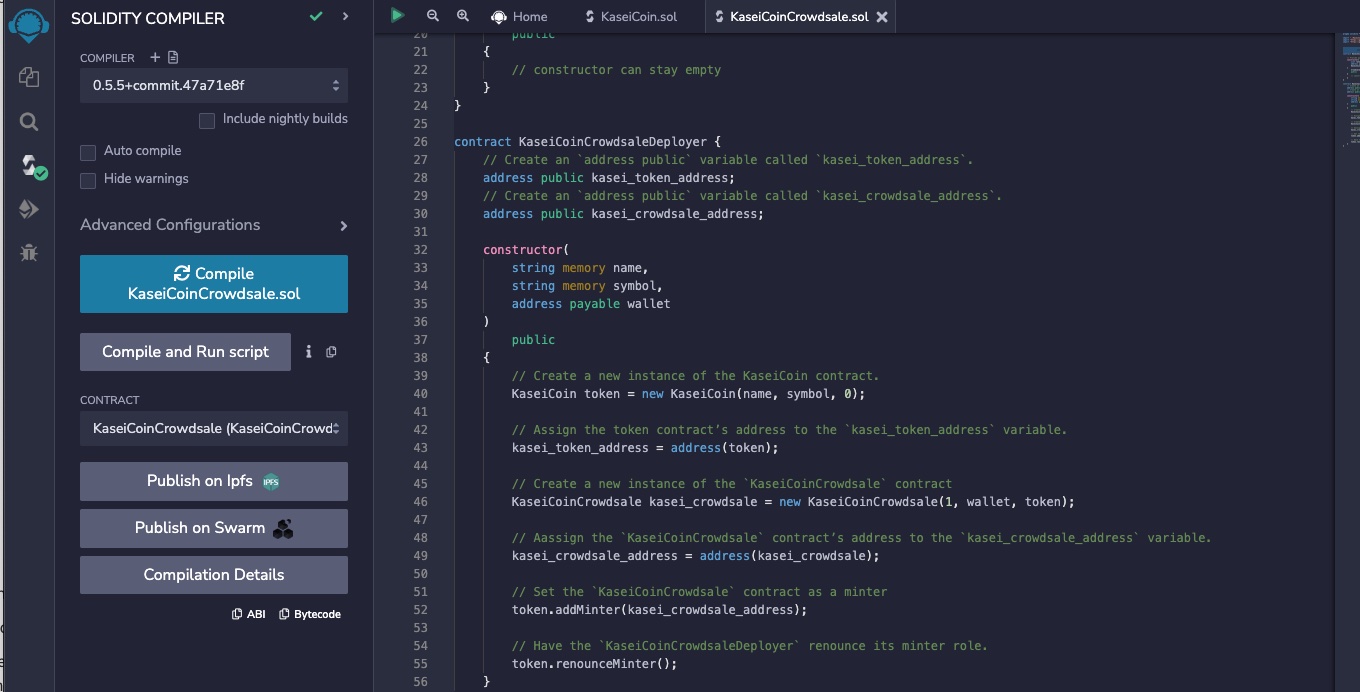 SOLIDITY COMPILER
COMPILER
0.5.5+commit.47a71e8f
Include nightly builds
Auto compile
Hide warnings
Advanced Configurations
Compile
KaseiCoinCrowdsale.sol
Compile and Run script
CONTRACT
KaseiCoinCrowdsale (KaseiCoinCrowd
Publish on Ipfs
IPFS
Publish on Swarm
Compilation Details
ABI
Bytecode
Home
KaseiCoin.sol
KaseiCoinCrowdsale.sol
20 public
21 {
22 // constructor can stay empty
23 }
24 }
25
26 contract KaseiCoinCrowdsaleDeployer {
27 // Create an `address public` variable called `kasei_token_address`.
28 address public kasei_token_address;
29 // Create an `address public` variable called `kasei_crowdsale_address`.
30 address public kasei_crowdsale_address;
31
32 constructor(
33 string memory name,
34 string memory symbol,
35 address payable wallet
36 )
37 public
38 {
39 // Create a new instance of the KaseiCoin contract.
40 KaseiCoin token = new KaseiCoin(name, symbol, 0);
41
42 // Assign the token contract’s address to the `kasei_token_address` variable.
43 kasei_token_address = address(token);
44
45 // Create a new instance of the `KaseiCoinCrowdsale` contract
46 KaseiCoinCrowdsale kasei_crowdsale = new KaseiCoinCrowdsale(1, wallet, token);
47
48 // Aassign the `KaseiCoinCrowdsale` contract’s address to the `kasei_crowdsale_address` variable.
49 kasei_crowdsale_address = address(kasei_crowdsale);
50
51 // Set the `KaseiCoinCrowdsale` contract as a minter
52 token.addMinter(kasei_crowdsale_address);
53
54 // Have the `KaseiCoinCrowdsaleDeployer` renounce its minter role.
55 token.renounceMinter();
56 }